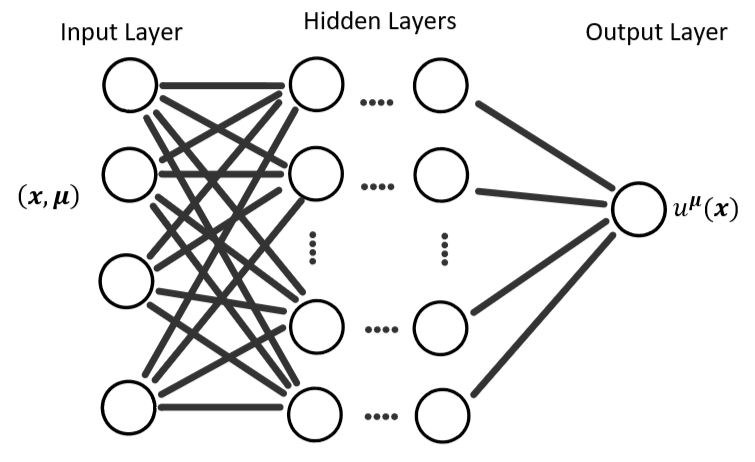 Input Layer
Hidden Layers
Output Layer
(x, μ)
u^μ(x)